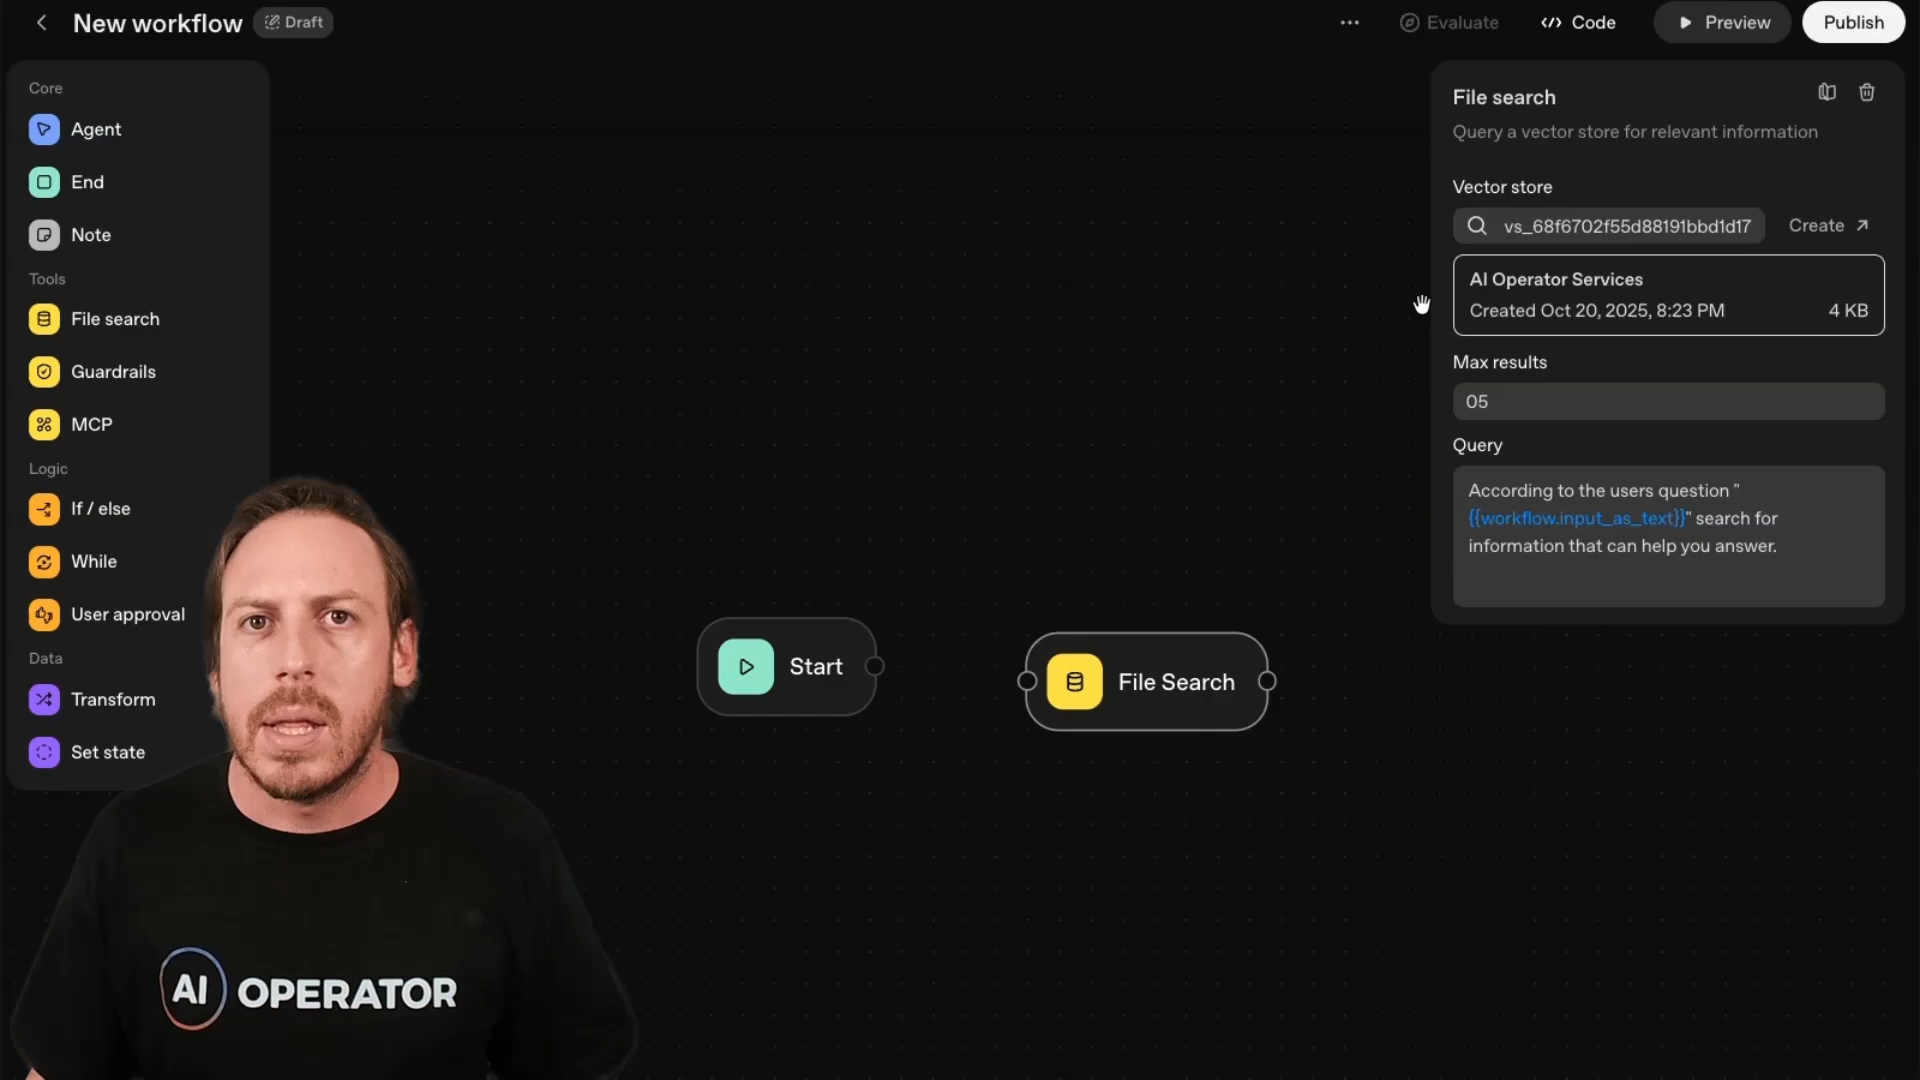 New workflow
Draft
Evaluate
Code
Preview
Publish
Core
Agent
End
Note
Tools
File search
Guardrails
MCP
Logic
If / else
While
User approval
Data
Transform
Set state
Start
File Search
File search
Query a vector store for relevant information
Vector store
vs_68f6702f55d88191bbd1d17
Create
AI Operator Services
Created Oct 20, 2025, 8:23 PM
4 KB
Max results
05
Query
According to the users question "
{{workflow.input_as_text}}" search for
information that can help you answer.
AI OPERATOR